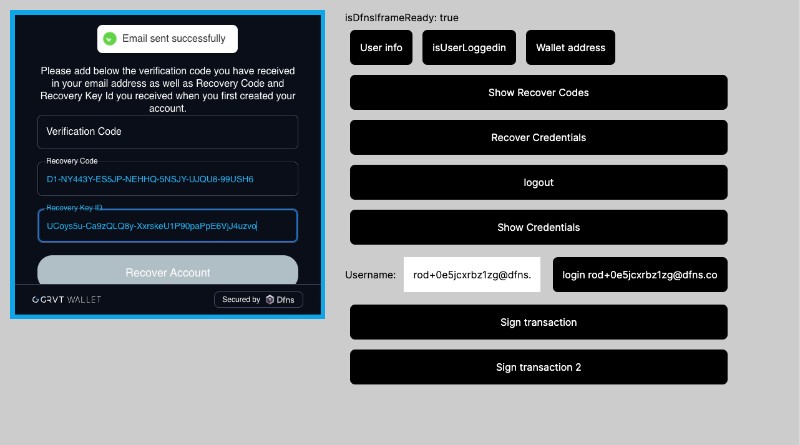 Email sent successfully
Please add below the verification code you have received
in your email address as well as Recovery Code and
Recovery Key Id you received when you first created your
account.
Verification Code
Recovery Code
D1-NY443Y-ES5JP-NEHHQ-5NSJY-IJJQU8-99USH6
Recovery Key ID
UCoys5u-Ca9zQLQ8y-XxrskeU1P90paPpE6VjJ4uzvo
Recover Account
GRVT WALLET
Secured by Dfns
isDfnsIframeReady: true
User info
isUserLoggedin
Wallet address
Show Recover Codes
Recover Credentials
logout
Show Credentials
Username: rod+0e5jcxrbz1zg@dfns. login rod+0e5jcxrbz1zg@dfns.co
Sign transaction
Sign transaction 2